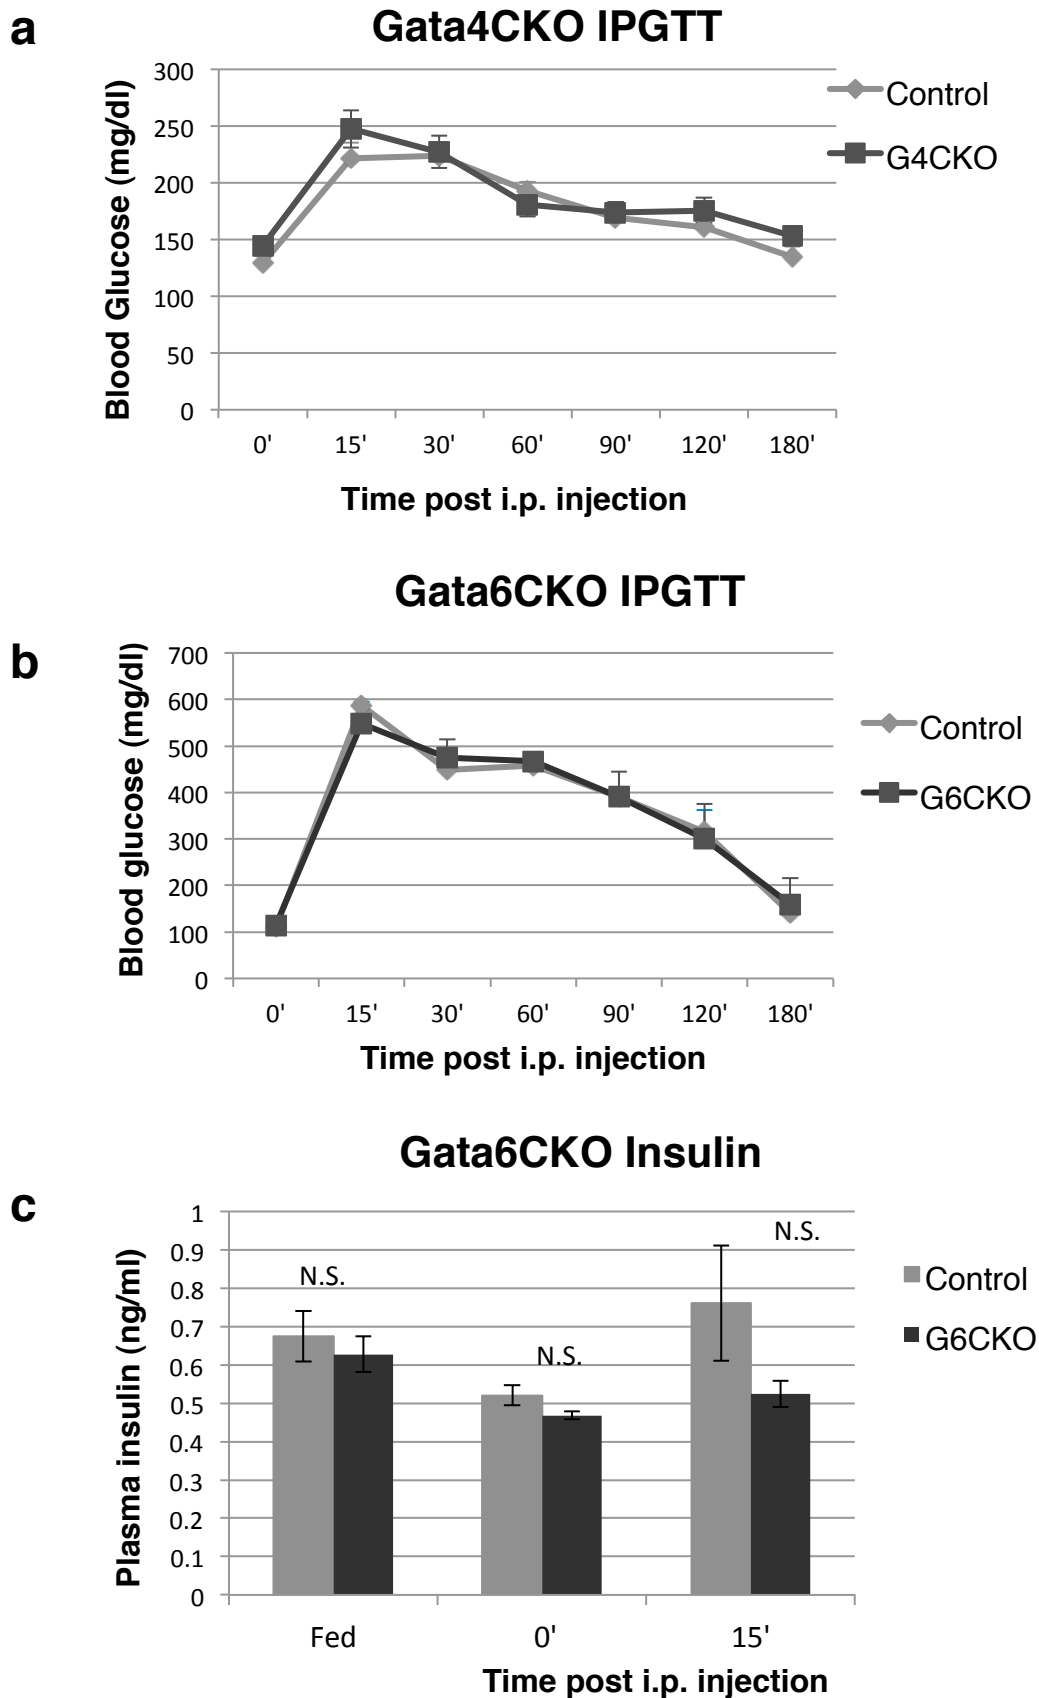 a
Gata4CKO IPGTT
Blood Glucose (mg/dl)
300
250
200
150
100
50
0
0' 15' 30' 60' 90' 120' 180'
Time post i.p. injection
Control
G4CKO
b
Gata6CKO IPGTT
Blood glucose (mg/dl)
700
600
500
400
300
200
100
0
0' 15' 30' 60' 90' 120' 180'
Time post i.p. injection
Control
G6CKO
c
Gata6CKO Insulin
Plasma insulin (ng/ml)
1
0.9
0.8
0.7
0.6
0.5
0.4
0.3
0.2
0.1
0
N.S.
N.S.
N.S.
Fed 0' 15'
Time post i.p. injection
Control
G6CKO